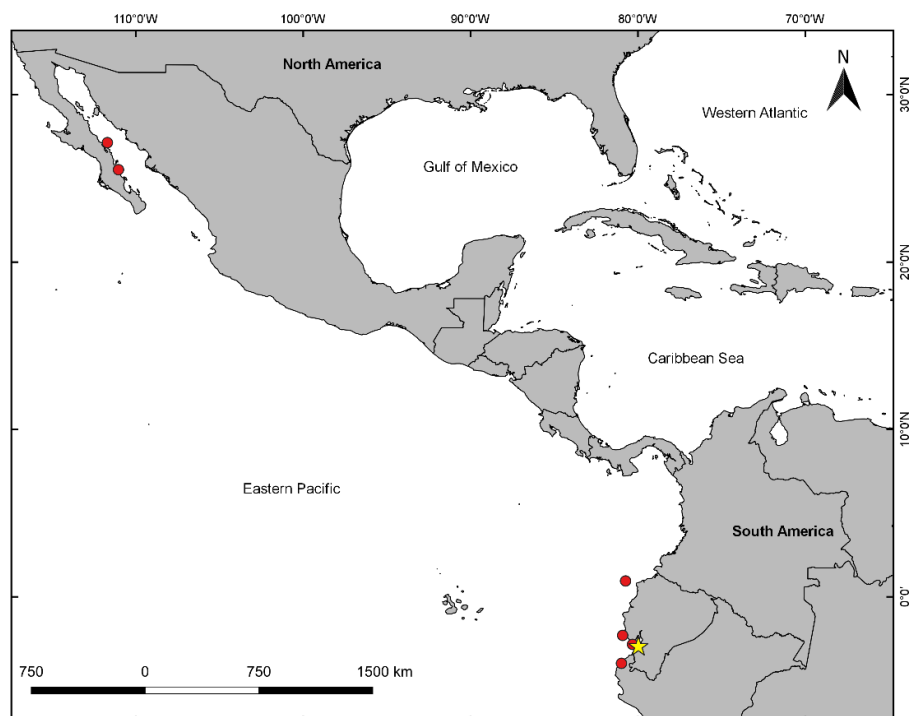 110°0'W 100°0'W 90°0'W 80°0'W 70°0'W
North America
N
30°N
Western Atlantic
Gulf of Mexico
20°0'N
Caribbean Sea
10°0'N
Eastern Pacific
South America
0°0'
750 0 750 1500 km